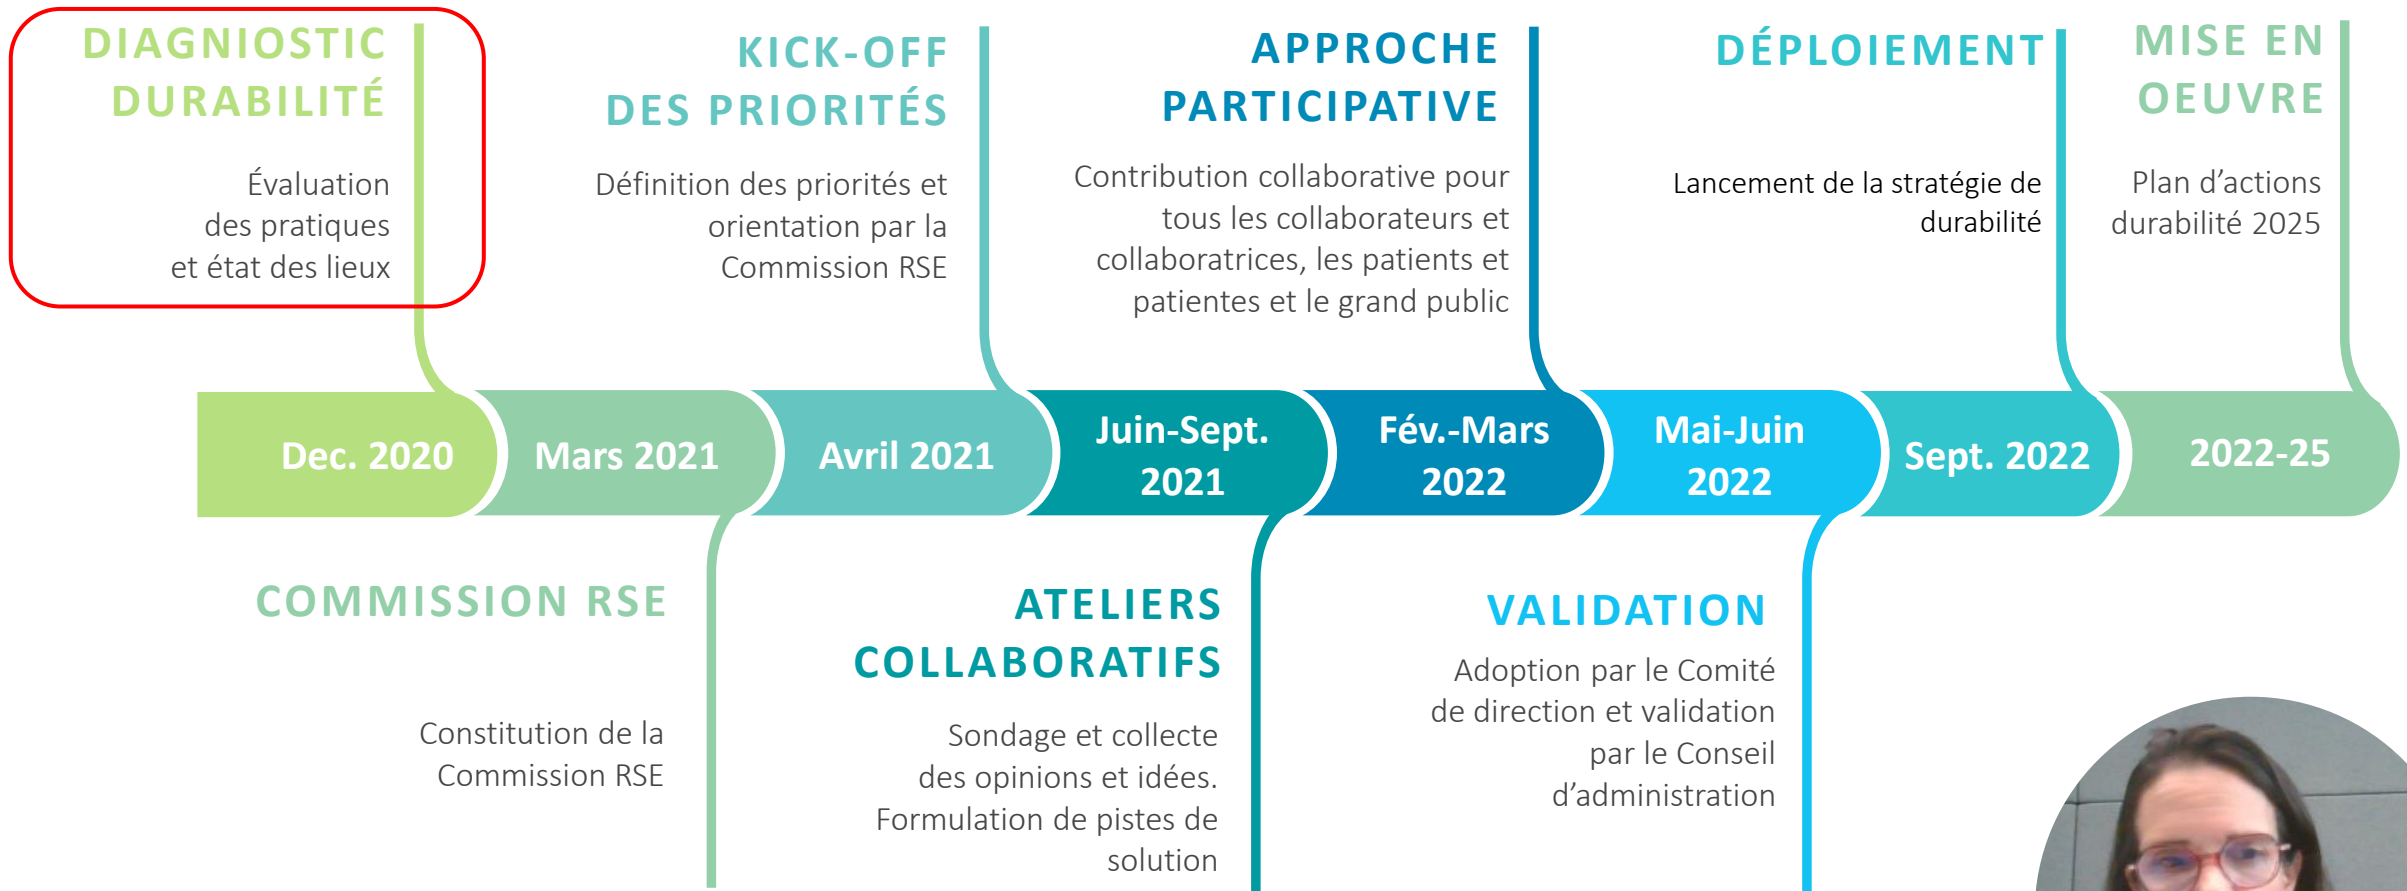 DIAGNIOSTIC
DURABILITÉ
Évaluation
des pratiques
et état des lieux
KICK-OFF
DES PRIORITÉS
Définition des priorités et
orientation par la
Commission RSE
APPROCHE
PARTICIPATIVE
Contribution collaborative pour
tous les collaborateurs et
collaboratrices, les patients et
patientes et le grand public
DÉPLOIEMENT
Lancement de la stratégie de
durabilité
MISE EN
OEUVRE
Plan d’actions
durabilité 2025
Dec. 2020
Mars 2021
Avril 2021
Juin-Sept.
2021
Fév.-Mars
2022
Mai-Juin
2022
Sept. 2022
2022-25
COMMISSION RSE
Constitution de la
Commission RSE
ATELIERS
COLLABORATIFS
Sondage et collecte
des opinions et idées.
Formulation de pistes de
solution
VALIDATION
Adoption par le Comité
de direction et validation
par le Conseil
d’administration